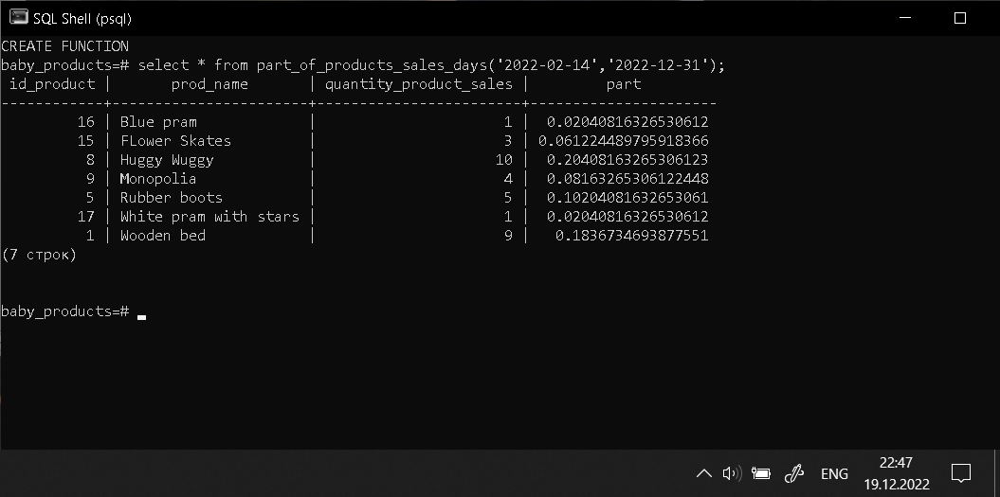 SQL Shell (psql)
CREATE FUNCTION
baby_products=# select * from part_of_products_sales_days('2022-02-14','2022-12-31');
 id_product |       prod_name       | quantity_product_sales |         part
------------+-----------------------+------------------------+----------------------
         16 | Blue pram             |                      1 |  0.02040816326530612
         15 | FLower Skates         |                      3 | 0.061224489795918366
          8 | Huggy Wuggy           |                     10 |  0.20408163265306123
          9 | Monopolia             |                      4 |  0.08163265306122448
          5 | Rubber boots          |                      5 |  0.10204081632653061
         17 | White pram with stars |                      1 |  0.02040816326530612
          1 | Wooden bed            |                      9 |   0.1836734693877551
(7 строк)
baby_products=#
ENG
22:47
19.12.2022